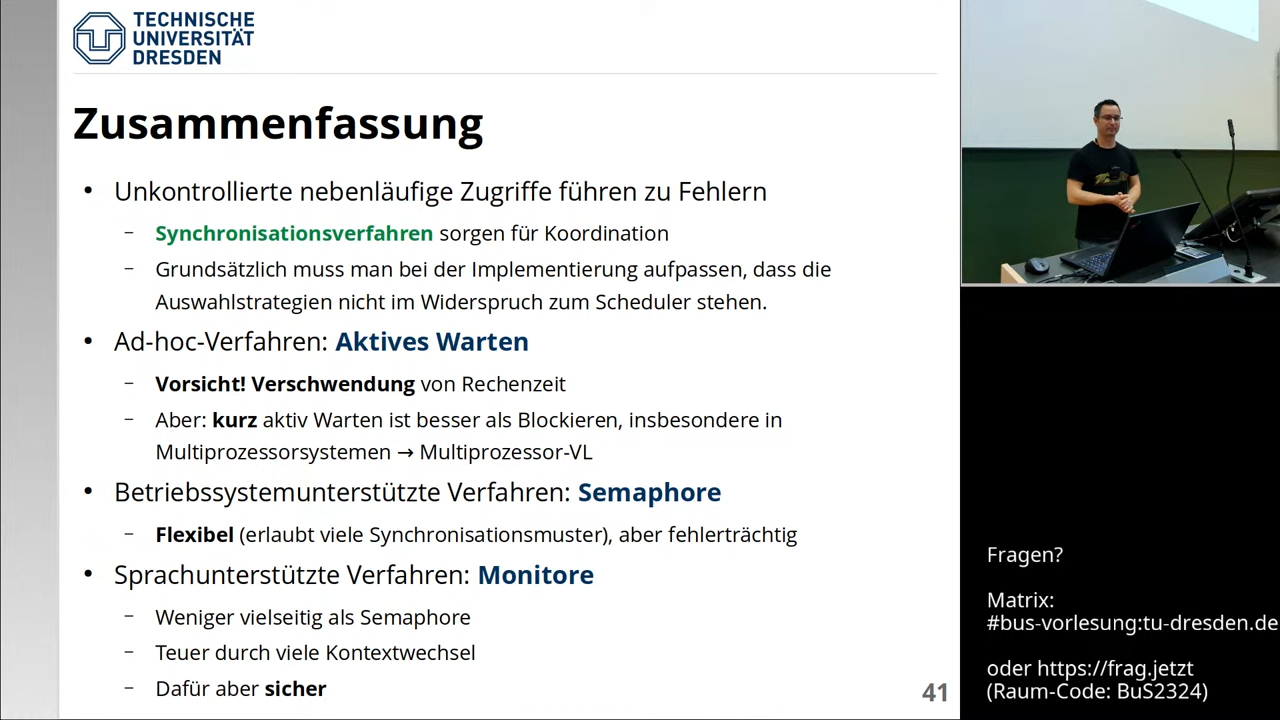 TECHNISCHE
UNIVERSITÄT
DRESDEN
Zusammenfassung
• Unkontrollierte nebenläufige Zugriffe führen zu Fehlern
– Synchronisationsverfahren sorgen für Koordination
– Grundsätzlich muss man bei der Implementierung aufpassen, dass die
Auswahlstrategien nicht im Widerspruch zum Scheduler stehen.
• Ad-hoc-Verfahren: Aktives Warten
– Vorsicht! Verschwendung von Rechenzeit
– Aber: kurz aktiv Warten ist besser als Blockieren, insbesondere in
Multiprozessorsystemen → Multiprozessor-VL
• Betriebssystemunterstützte Verfahren: Semaphore
– Flexibel (erlaubt viele Synchronisationsmuster), aber fehlerträchtig
• Sprachunterstützte Verfahren: Monitore
– Weniger vielseitig als Semaphore
– Teuer durch viele Kontextwechsel
– Dafür aber sicher
41
Fragen?
Matrix:
#bus-vorlesung:tu-dresden.de
oder https://frag.jetzt
(Raum-Code: BuS2324)